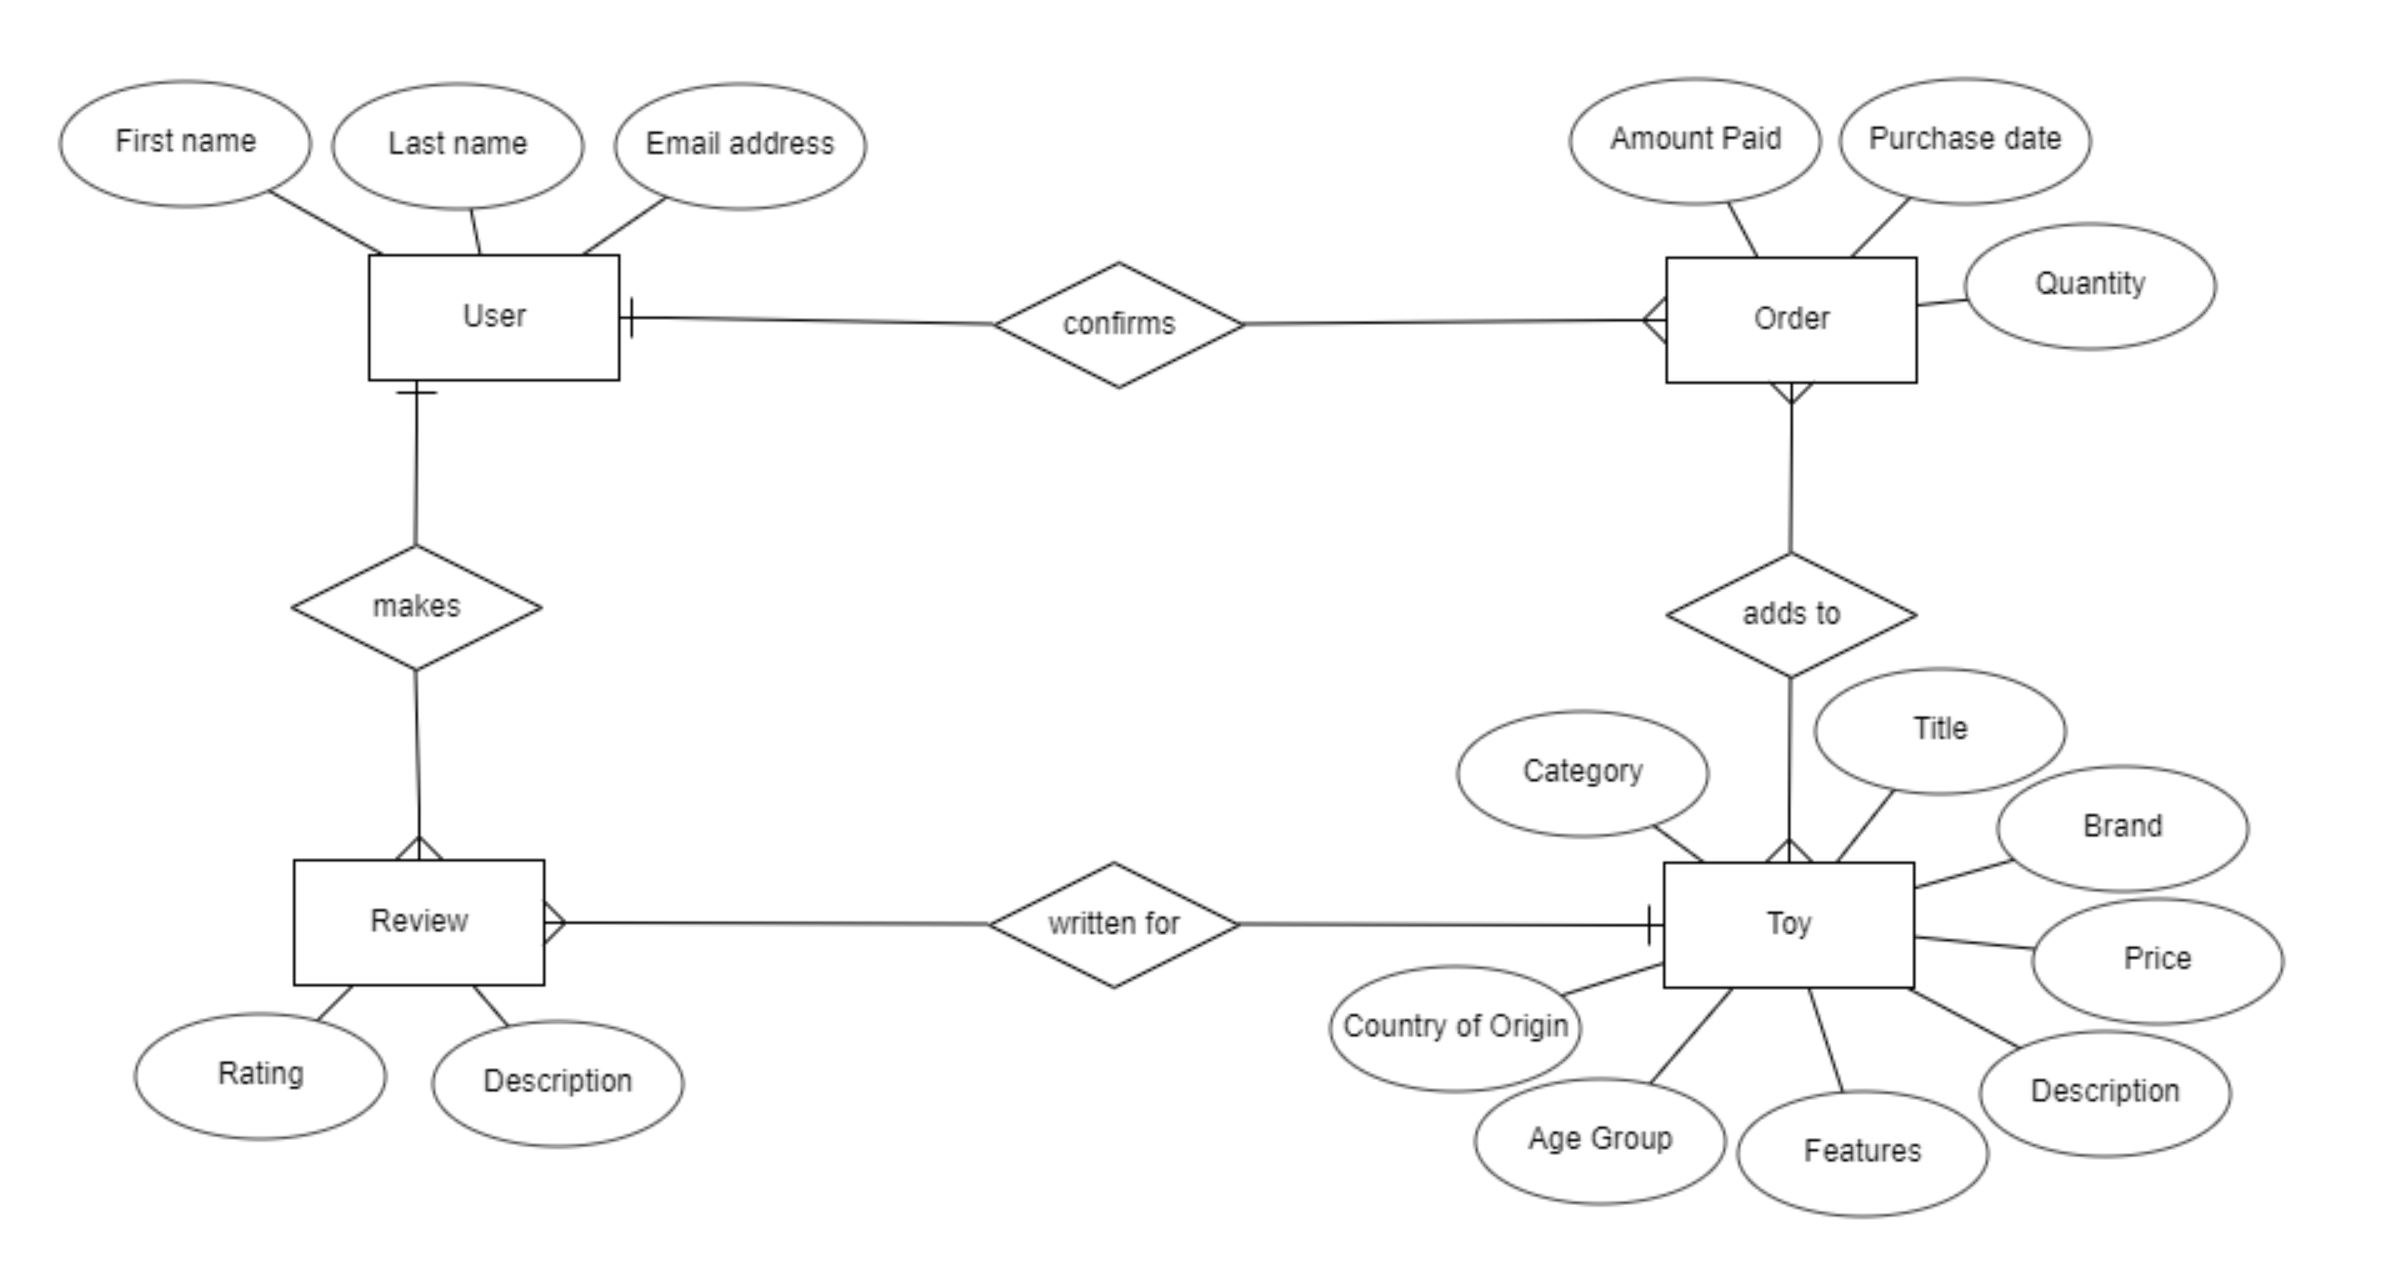 First name
Last name
Email address
Amount Paid
Purchase date
Quantity
User
confirms
Order
makes
adds to
Category
Title
Brand
Review
written for
Toy
Price
Country of Origin
Rating
Description
Age Group
Features
Description